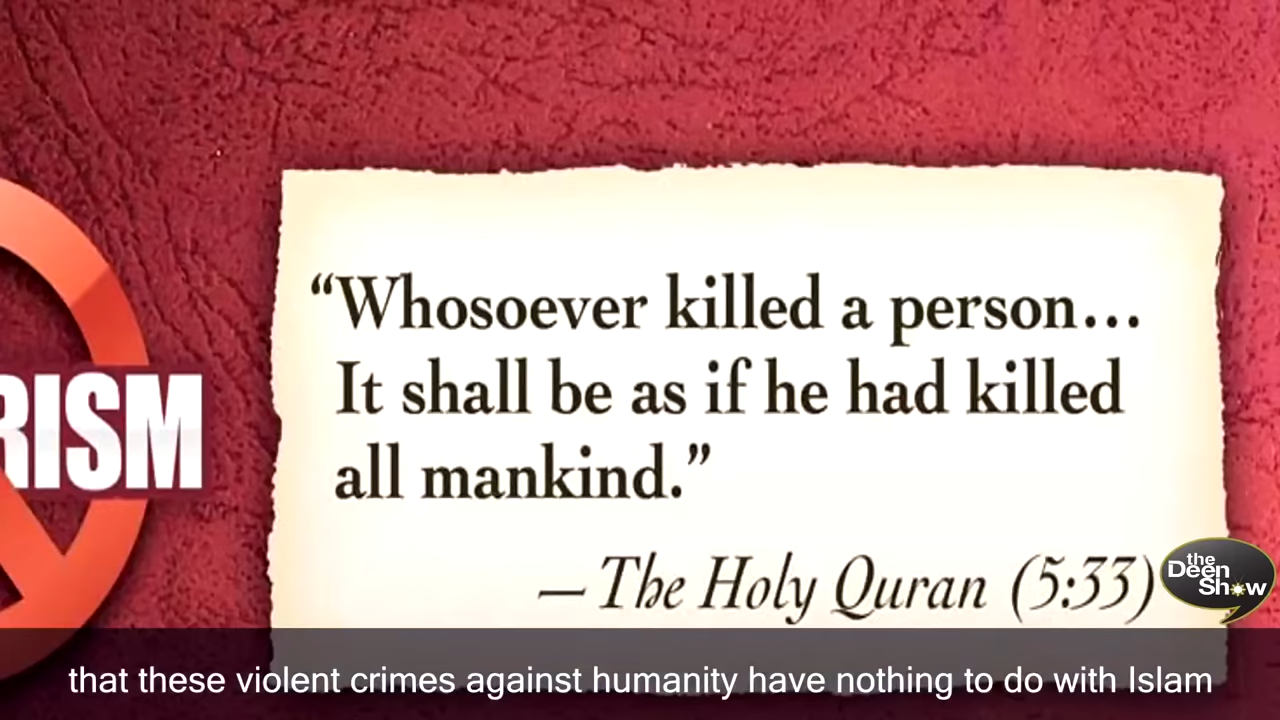 RISM
“Whosoever killed a person…
It shall be as if he had killed
all mankind.”
— The Holy Quran (5:33)
the
Deen
Show
that these violent crimes against humanity have nothing to do with Islam